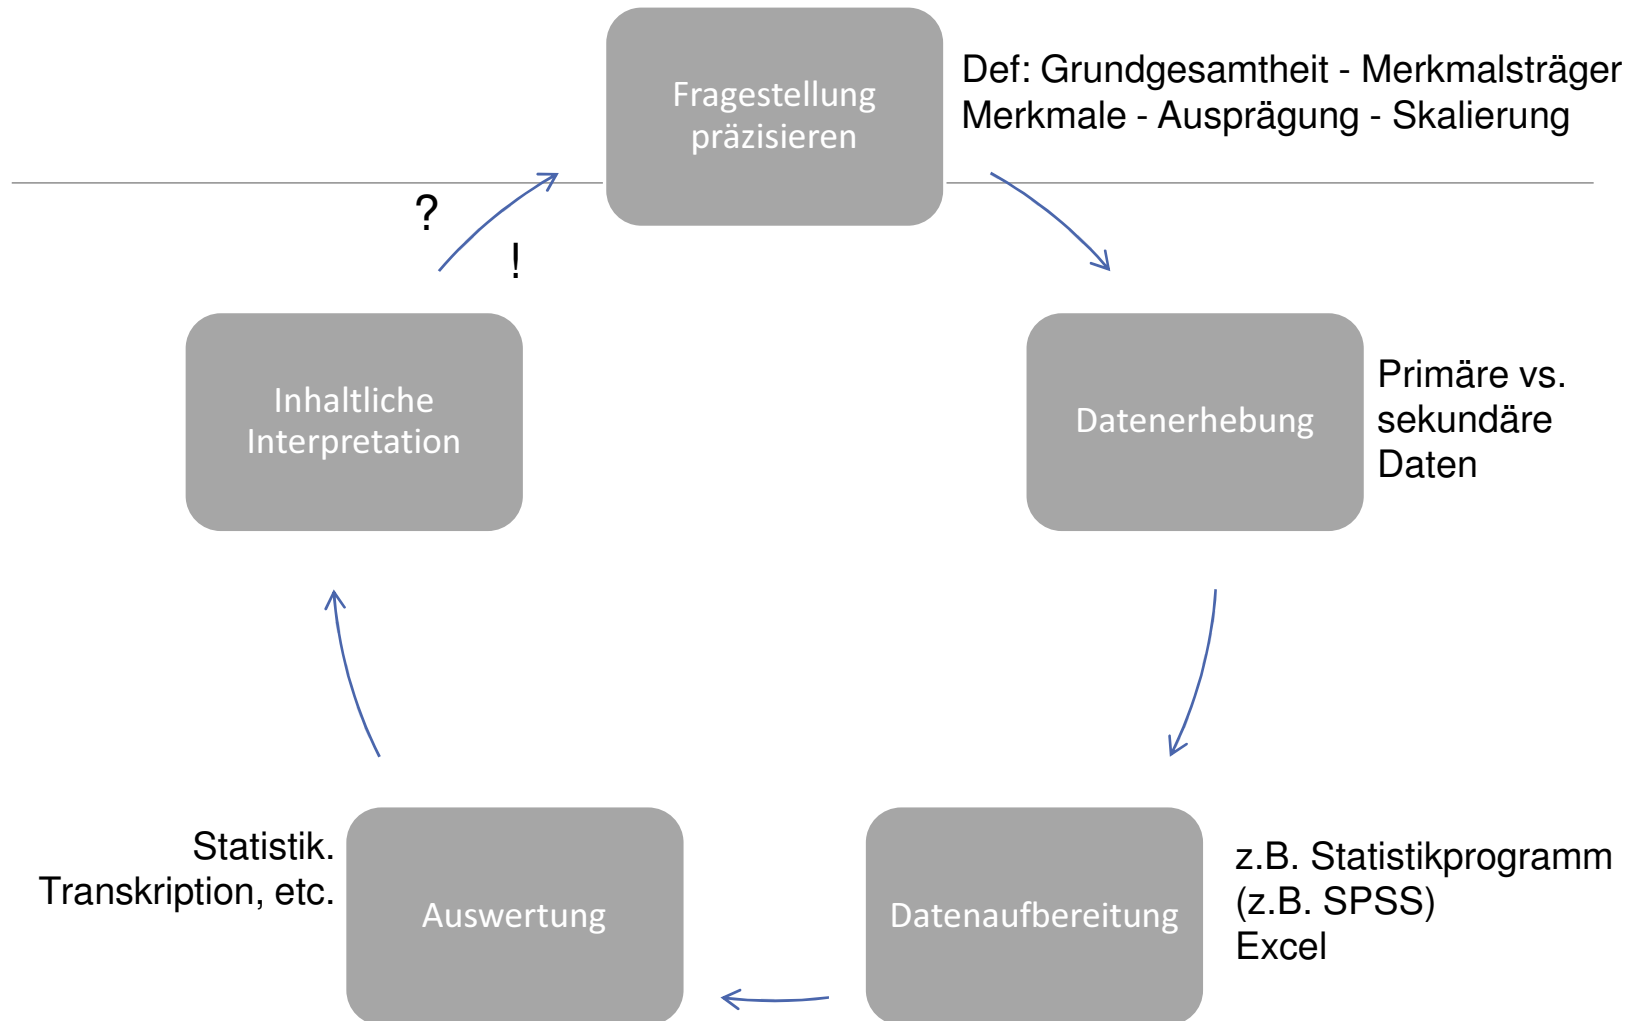 Fragestellung
präzisieren
Def: Grundgesamtheit - Merkmalsträger
Merkmale - Ausprägung - Skalierung
?
!
Datenerhebung
Primäre vs.
sekundäre
Daten
Datenaufbereitung
z.B. Statistikprogramm
(z.B. SPSS)
Excel
Auswertung
Statistik.
Transkription, etc.
Inhaltliche
Interpretation